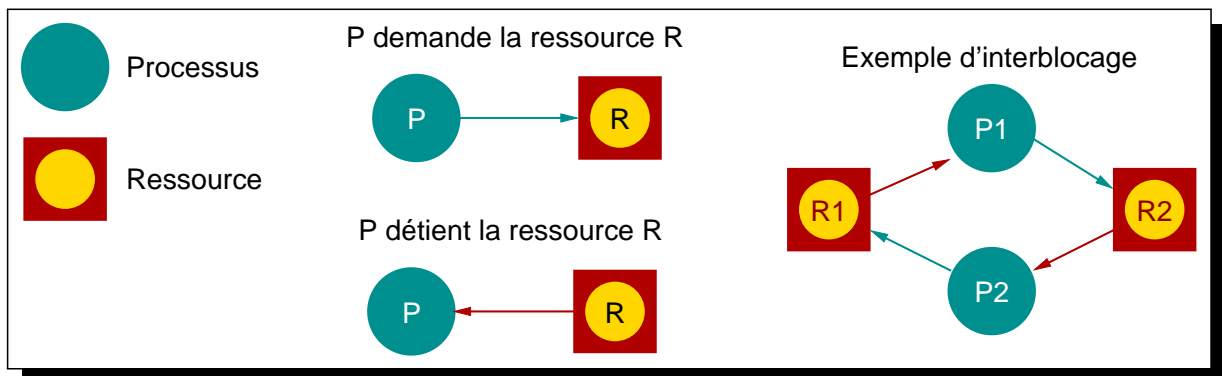 Processus
Ressource
P demande la ressource R
P
R
P détient la ressource R
P
R
Exemple d'interblocage
P1
R1
R2
P2